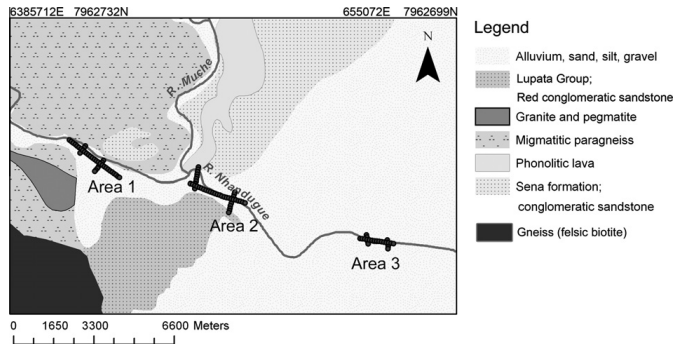 6385712E 7962732N
655072E 7962699N
N
R. Muche
R. Nhandugue
Area 1
Area 2
Area 3
0 1650 3300 6600 Meters
Legend
Alluvium, sand, silt, gravel
Lupata Group;
Red conglomeratic sandstone
Granite and pegmatite
Migmatitic paragneiss
Phonolitic lava
Sena formation;
conglomeratic sandstone
Gneiss (felsic biotite)